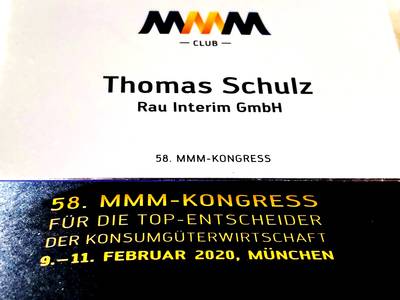 MMM
— CLUB —
Thomas Schulz
Rau Interim GmbH
58. MMM-KONGRESS
58. MMM-KONGRESS
FÜR DIE TOP-ENTSCHEIDER
DER KONSUMGÜTERWIRTSCHAFT
9.–11. FEBRUAR 2020, MÜNCHEN